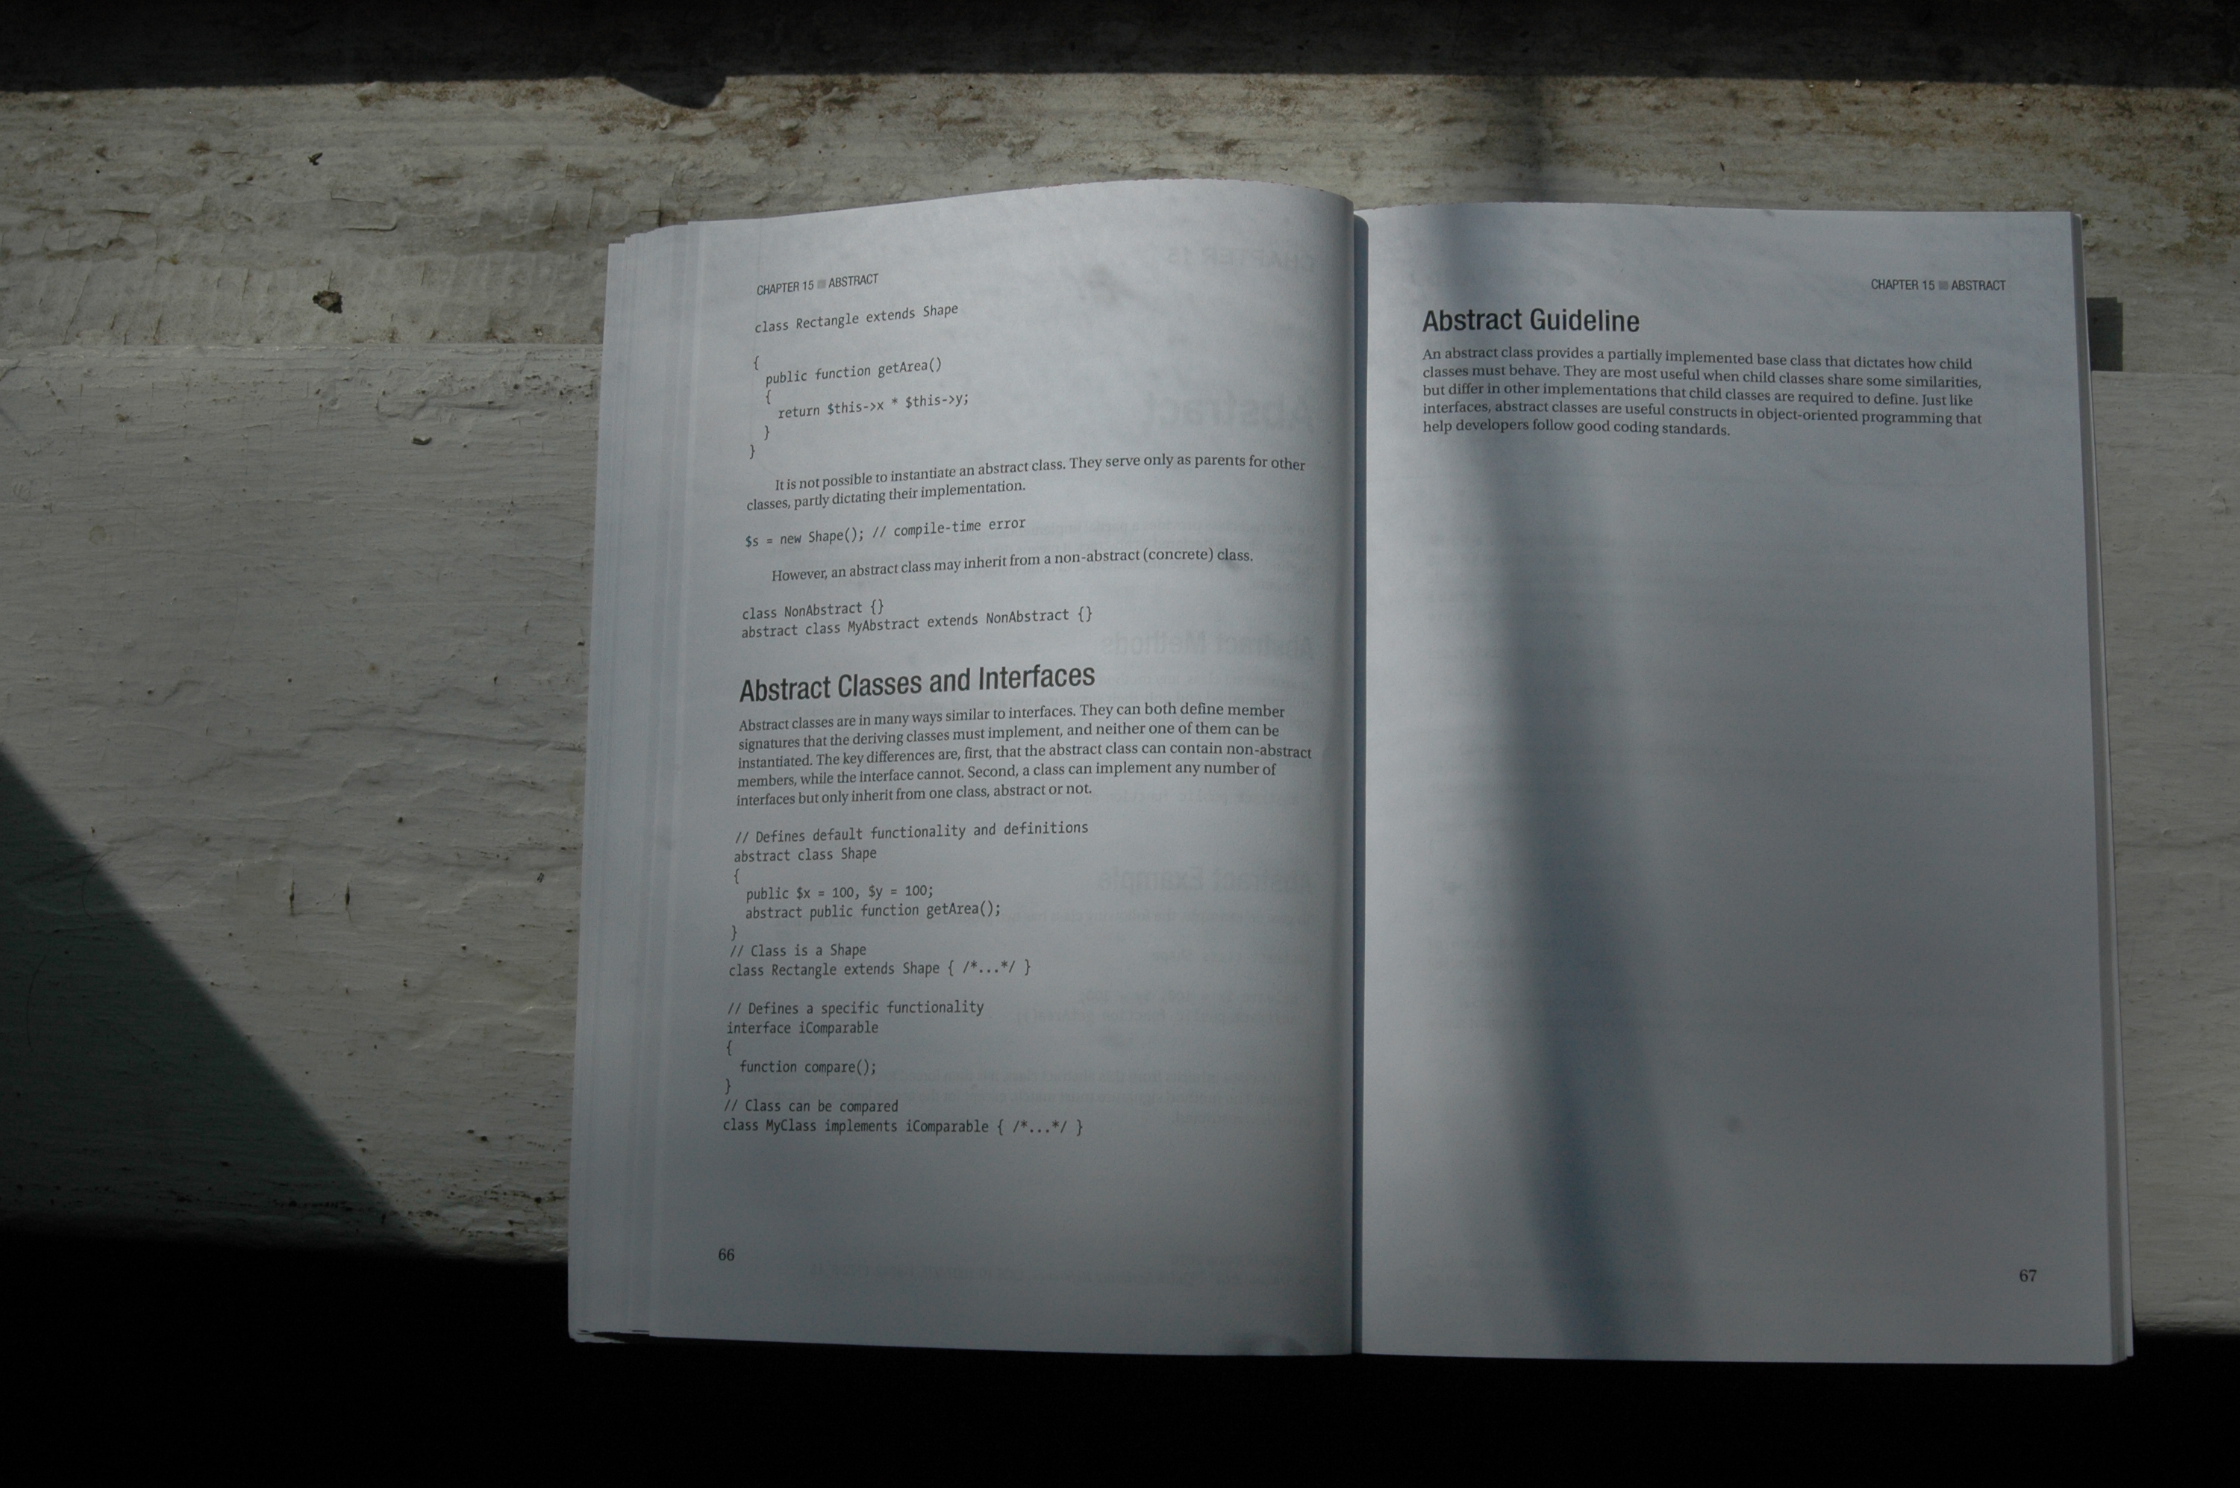 CHAPTER 15 ■ ABSTRACT
class Rectangle extends Shape
{
public function getArea()
{
return $this->x * $this->y;
}
}
It is not possible to instantiate an abstract class. They serve only as parents for other
classes, partly dictating their implementation.
$s = new Shape(); // compile-time error
However, an abstract class may inherit from a non-abstract (concrete) class.
class NonAbstract {}
abstract class MyAbstract extends NonAbstract {}
Abstract Classes and Interfaces
Abstract classes are in many ways similar to interfaces. They can both define member
signatures that the deriving classes must implement, and neither one of them can be
instantiated. The key differences are, first, that the abstract class can contain non-abstract
members, while the interface cannot. Second, a class can implement any number of
interfaces but only inherit from one class, abstract or not.
// Defines default functionality and definitions
abstract class Shape
{
public $x = 100, $y = 100;
abstract public function getArea();
}
// Class is a Shape
class Rectangle extends Shape { /*...*/ }
// Defines a specific functionality
interface iComparable
{
function compare();
}
// Class can be compared
class MyClass implements iComparable { /*...*/ }
66
CHAPTER 15 ■ ABSTRACT
Abstract Guideline
An abstract class provides a partially implemented base class that dictates how child
classes must behave. They are most useful when child classes share some similarities,
but differ in other implementations that child classes are required to define. Just like
interfaces, abstract classes are useful constructs in object-oriented programming that
help developers follow good coding standards.
67